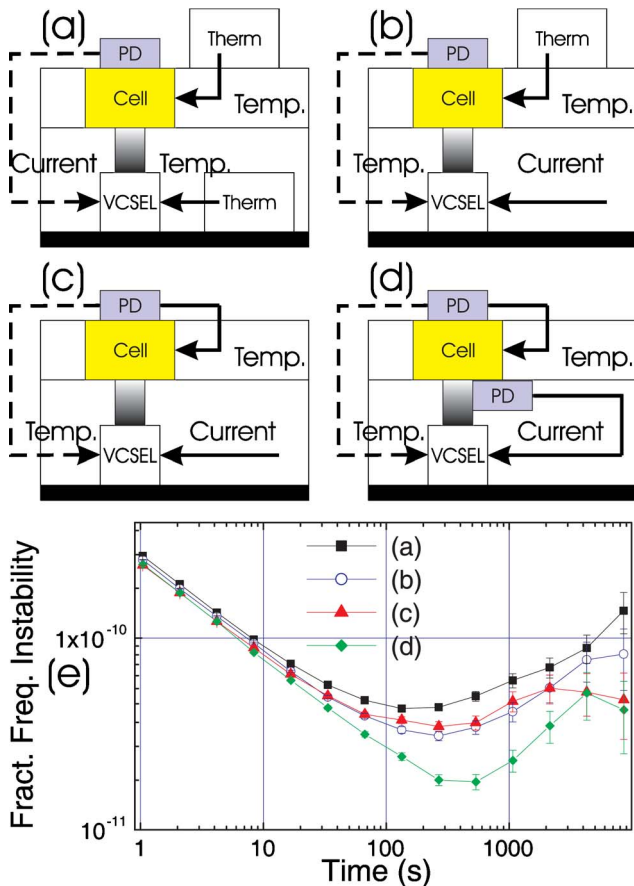 (a)
PD
Therm
Cell
Temp.
Current
Temp.
VCSEL
Therm
(b)
PD
Therm
Cell
Temp.
Temp.
Current
VCSEL
(c)
PD
Cell
Temp.
Temp.
Current
VCSEL
(d)
PD
Cell
Temp.
PD
Temp.
Current
VCSEL
(e)
Fract. Freq. Instability
1x10⁻¹⁰
10⁻¹¹
(a)
(b)
(c)
(d)
1 10 100 1000
Time (s)